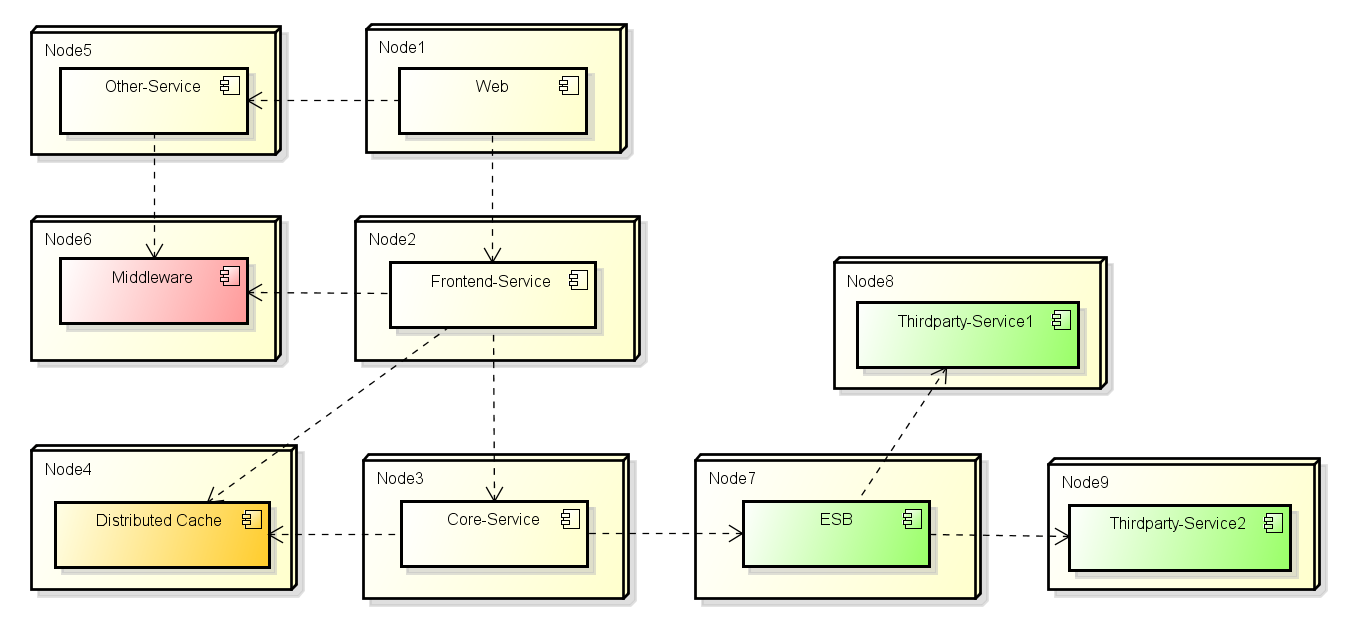 Node5
Other-Service
Node1
Web
Node6
Middleware
Node2
Frontend-Service
Node8
Thirdparty-Service1
Node4
Distributed Cache
Node3
Core-Service
Node7
ESB
Node9
Thirdparty-Service2